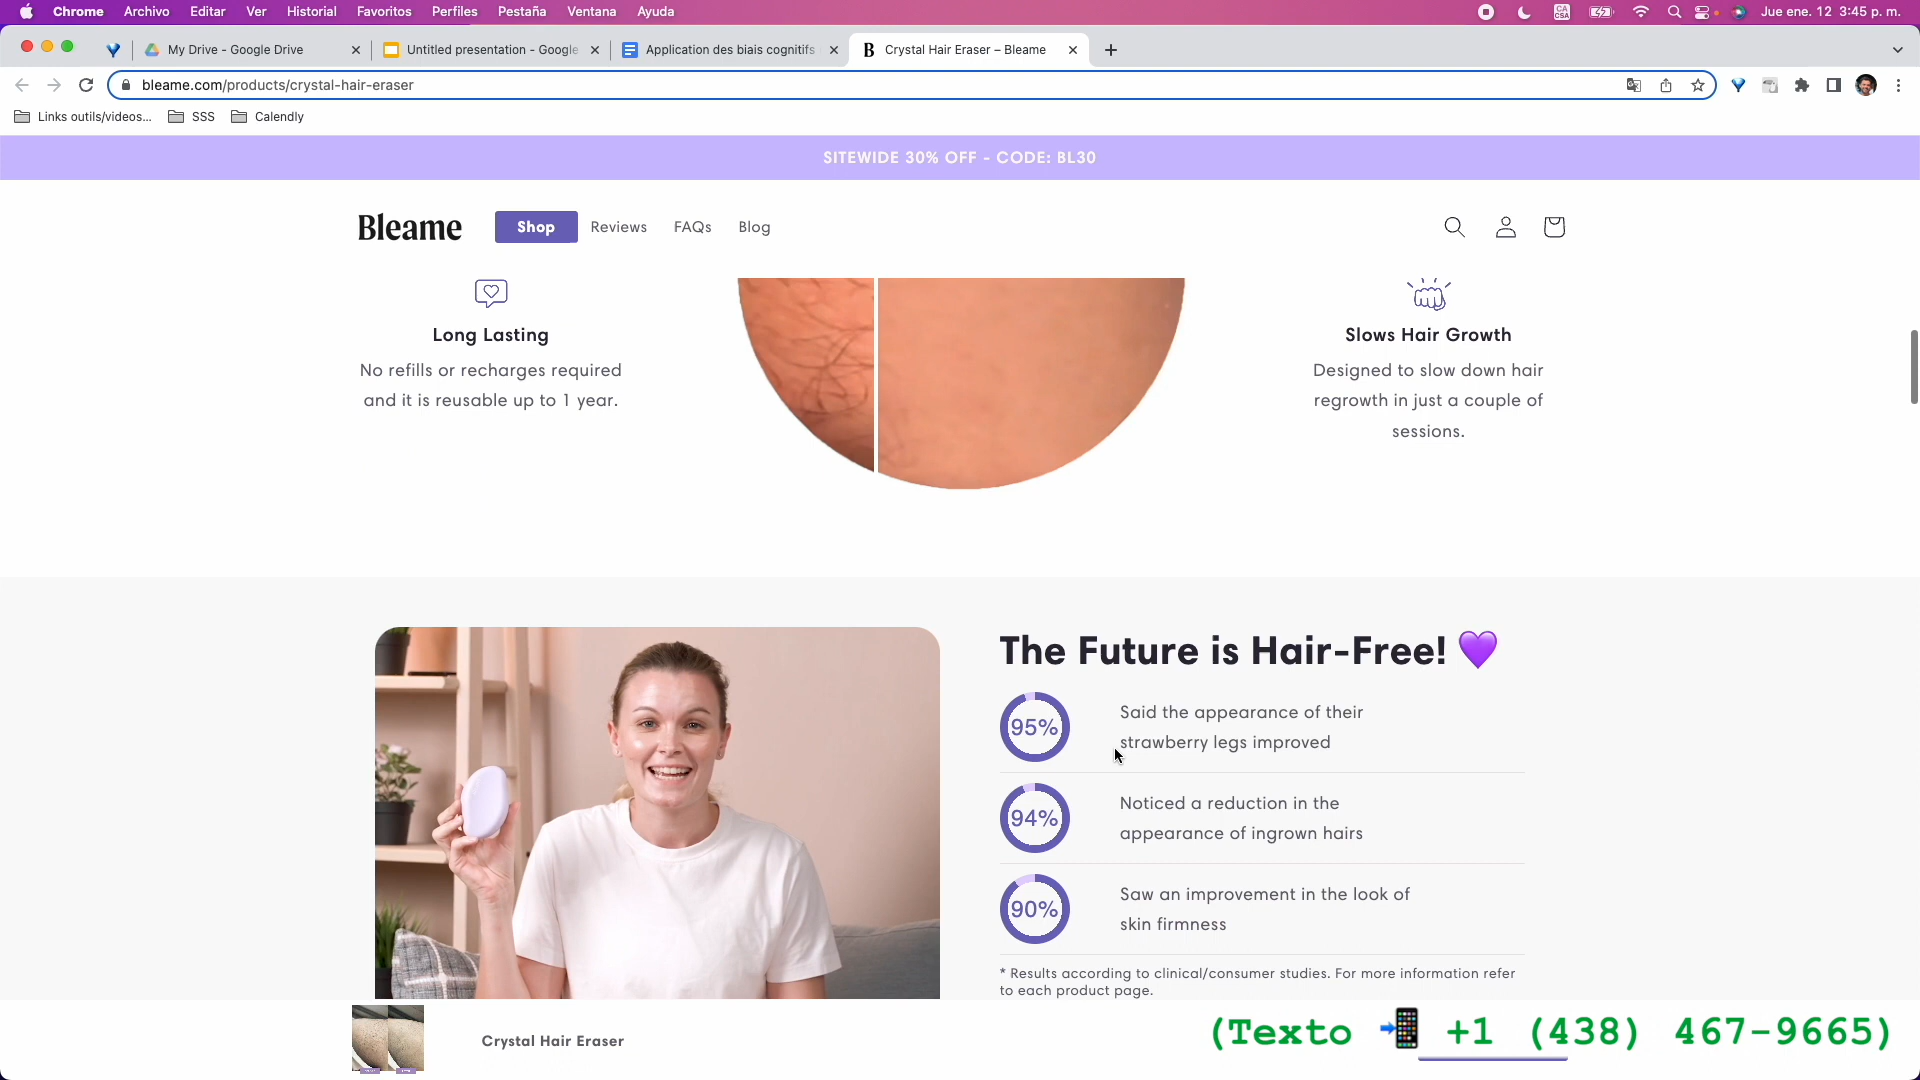 Chrome Archivo Editar Ver Historial Favoritos Perfiles Pestaña Ventana Ayuda
CA
CSA
Jue ene. 12 3:45 p. m.
My Drive - Google Drive
Untitled presentation - Google
Application des biais cognitifs
B Crystal Hair Eraser – Bleame
bleame.com/products/crystal-hair-eraser
Links outils/videos... SSS Calendly
SITEWIDE 30% OFF - CODE: BL30
Bleame Shop Reviews FAQs Blog
Long Lasting
No refills or recharges required
and it is reusable up to 1 year.
Slows Hair Growth
Designed to slow down hair
regrowth in just a couple of
sessions.
The Future is Hair-Free! 💜
95% Said the appearance of their
strawberry legs improved
94% Noticed a reduction in the
appearance of ingrown hairs
90% Saw an improvement in the look of
skin firmness
* Results according to clinical/consumer studies. For more information refer
to each product page.
Crystal Hair Eraser
(Texto 📲 +1 (438) 467-9665)